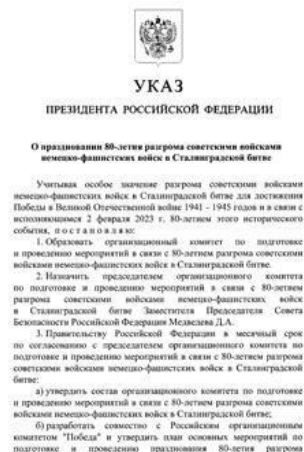 УКАЗ
ПРЕЗИДЕНТА РОССИЙСКОЙ ФЕДЕРАЦИИ
О праздновании 80-летия разгрома советскими войсками
немецко-фашистских войск в Сталинградской битве
Учитывая особое значение разгрома советскими войсками
немецко-фашистских войск в Сталинградской битве для достижения
Победы в Великой Отечественной войне 1941 - 1945 годов и в связи с
исполняющимся 2 февраля 2023 г. 80-летием этого исторического
события, постановляю:
1. Образовать организационный комитет по подготовке
и проведению мероприятий в связи с 80-летием разгрома советскими
войсками немецко-фашистских войск в Сталинградской битве.
2. Назначить председателем организационного комитета
по подготовке и проведению мероприятий в связи с 80-летием
разгрома советскими войсками немецко-фашистских войск
в Сталинградской битве Заместителя Председателя Совета
Безопасности Российской Федерации Медведева Д.А.
3. Правительству Российской Федерации в месячный срок
по согласованию с председателем организационного комитета по
подготовке и проведению мероприятий в связи с 80-летием разгрома
советскими войсками немецко-фашистских войск в Сталинградской
битве:
а) утвердить состав организационного комитета по подготовке
и проведению мероприятий в связи с 80-летием разгрома советскими
войсками немецко-фашистских войск в Сталинградской битве;
б) разработать совместно с Российским организационным
комитетом "Победа" и утвердить план основных мероприятий по
подготовке и проведению празднования 80-летия разгрома